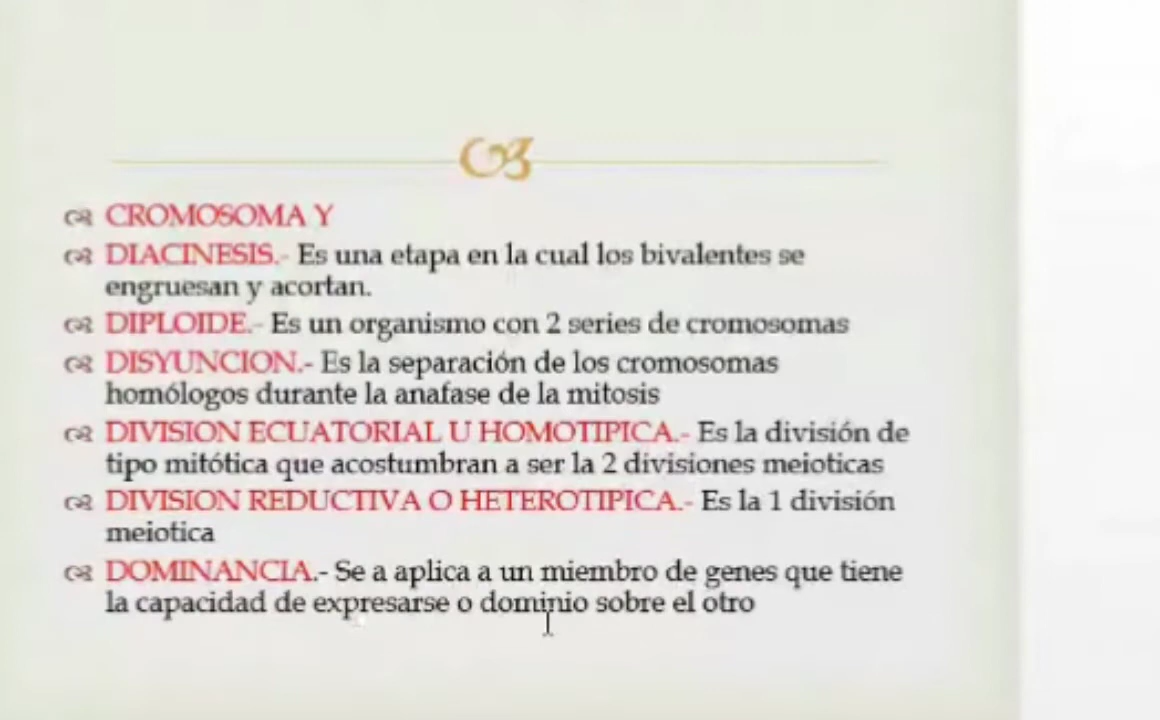 CROMOSOMA Y
DIACINESIS.- Es una etapa en la cual los bivalentes se
engruesan y acortan.
DIPLOIDE.- Es un organismo con 2 series de cromosomas
DISYUNCION.- Es la separación de los cromosomas
homólogos durante la anafase de la mitosis
DIVISION ECUATORIAL U HOMOTIPICA.- Es la división de
tipo mitótica que acostumbran a ser la 2 divisiones meioticas
DIVISION REDUCTIVA O HETEROTIPICA.- Es la 1 división
meiotica
DOMINANCIA.- Se a aplica a un miembro de genes que tiene
la capacidad de expresarse o dominio sobre el otro